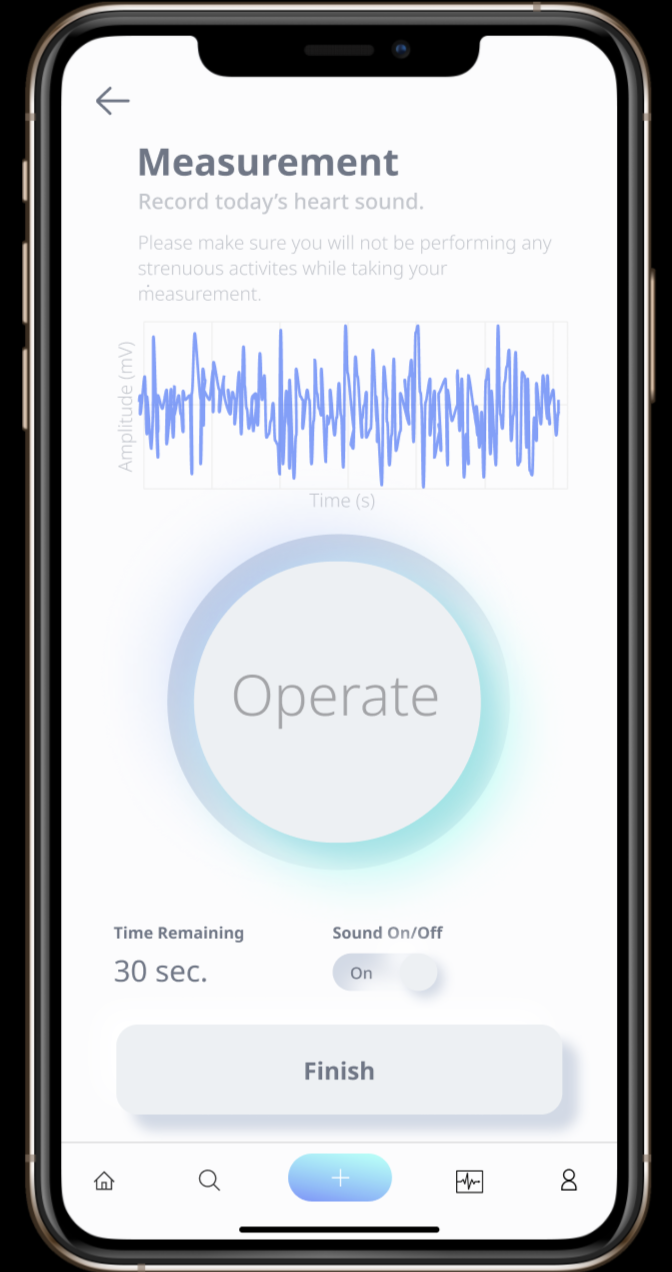 Measurement
Record today's heart sound.
Please make sure you will not be performing any
strenuous activites while taking your
measurement.
Amplitude (mV)
Time (s)
Operate
Time Remaining
Sound On/Off
30 sec.
On
Finish